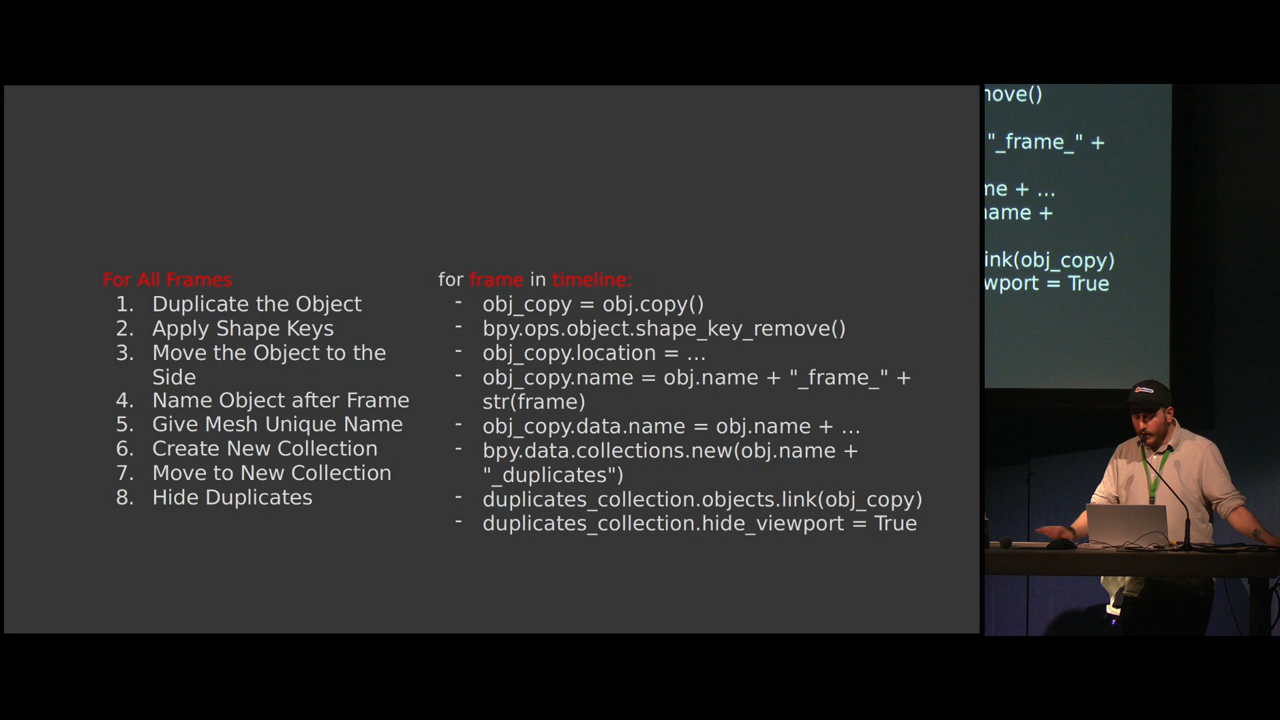 For All Frames
1. Duplicate the Object
2. Apply Shape Keys
3. Move the Object to the
Side
4. Name Object after Frame
5. Give Mesh Unique Name
6. Create New Collection
7. Move to New Collection
8. Hide Duplicates
for frame in timeline:
- obj_copy = obj.copy()
- bpy.ops.object.shape_key_remove()
- obj_copy.location = ...
- obj_copy.name = obj.name + "_frame_" +
str(frame)
- obj_copy.data.name = obj.name + ...
- bpy.data.collections.new(obj.name +
"_duplicates")
- duplicates_collection.objects.link(obj_copy)
- duplicates_collection.hide_viewport = True
move()
"_frame_" +
me + ...
name +
ink(obj_copy)
wport = True